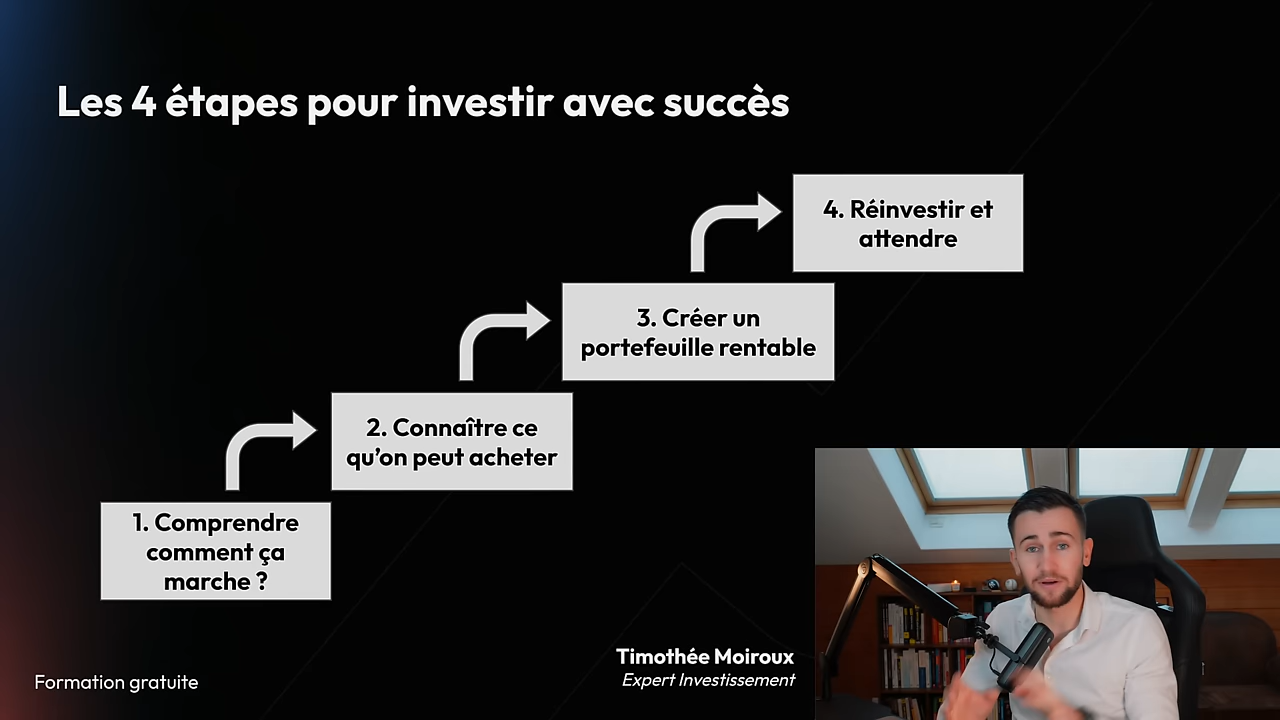 Les 4 étapes pour investir avec succès
4. Réinvestir et
attendre
3. Créer un
portefeuille rentable
2. Connaître ce
qu’on peut acheter
1. Comprendre
comment ça
marche ?
Timothée Moiroux
Expert Investissement
Formation gratuite